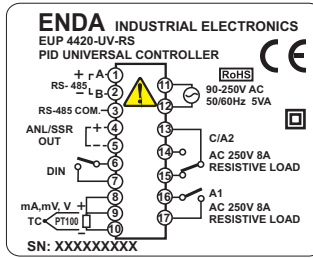 ENDA INDUSTRIAL ELECTRONICS
EUP 4420-UV-RS
PID UNIVERSAL CONTROLLER
CE
RoHS
+ A 1
RS- 485
- B 2
RS-485 COM. 3
ANL/SSR + 4
OUT - 5
DIN 6
7
mA,mV, V + 8
TC PT100 9
- 10
11
90-250V AC
50/60Hz 5VA
12
13 C/A2
14 AC 250V 8A
15 RESISTIVE LOAD
16 A1
AC 250V 8A
17 RESISTIVE LOAD
SN: XXXXXXXXX